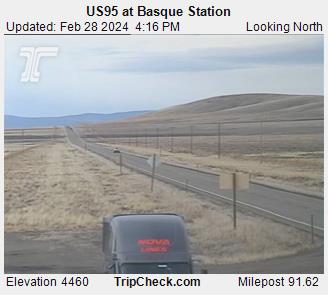 US95 at Basque Station
Updated: Feb 28 2024 4:16 PM Looking North
NOVA
LINES
Elevation 4460 TripCheck.com Milepost 91.62